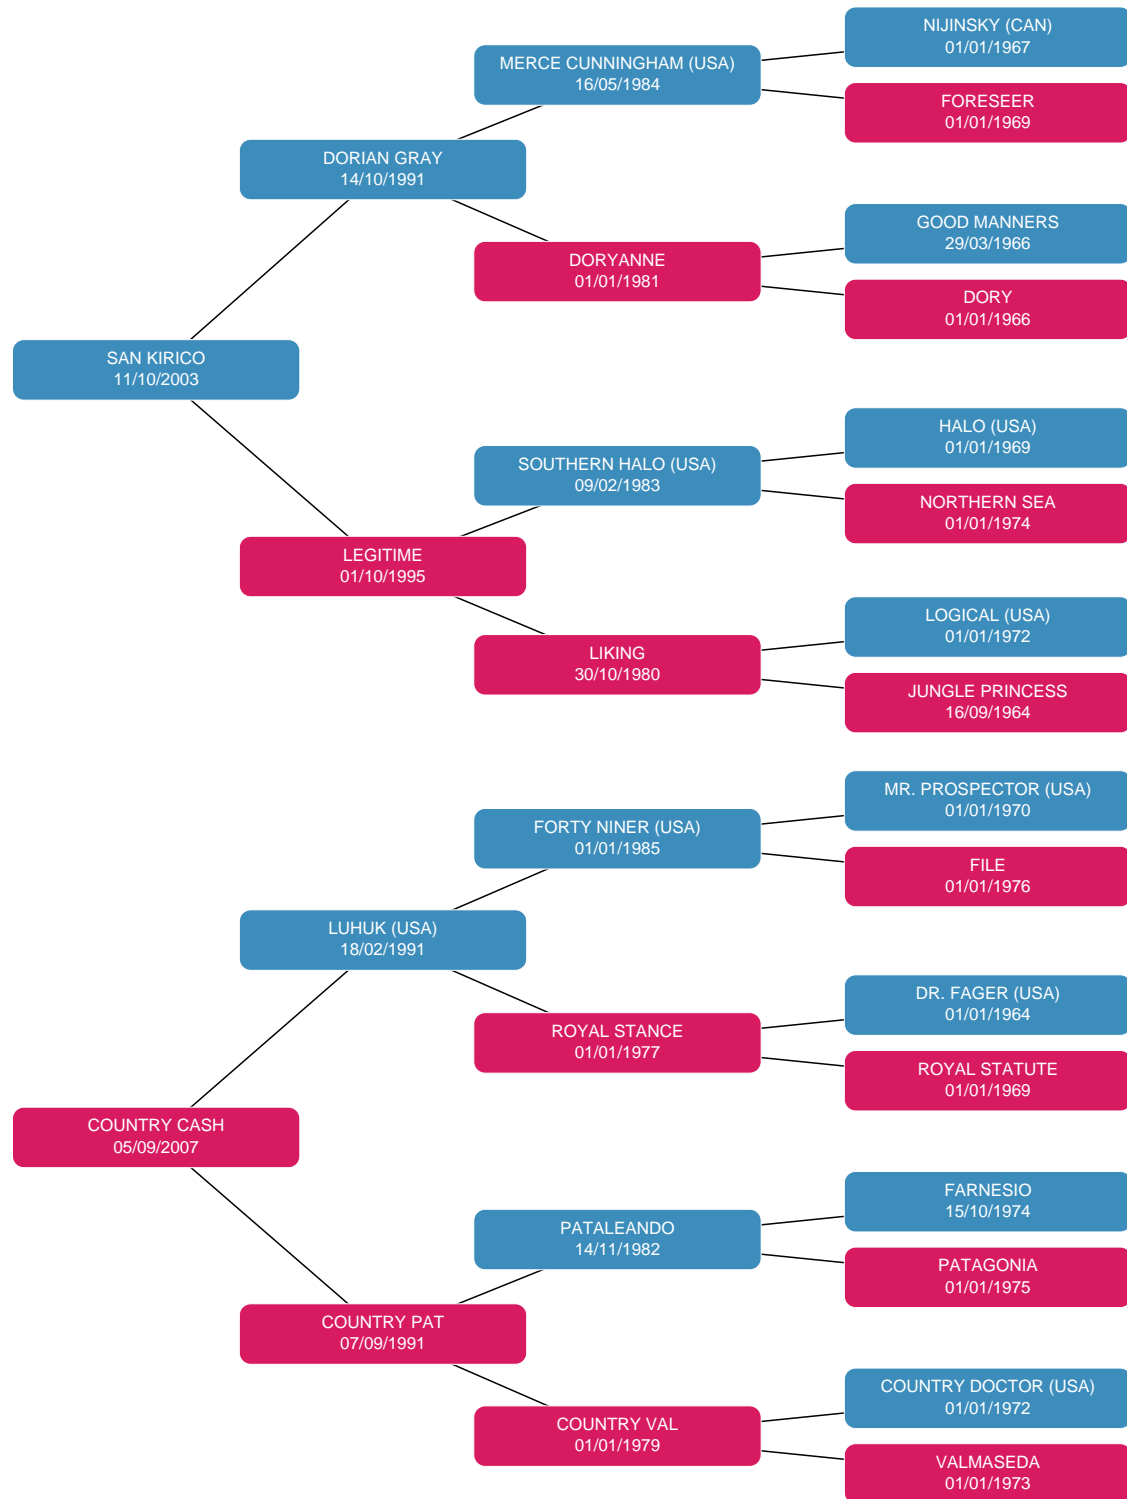 NIJINSKY (CAN)
01/01/1967
MERCE CUNNINGHAM (USA)
16/05/1984
FORESEER
01/01/1969
DORIAN GRAY
14/10/1991
GOOD MANNERS
29/03/1966
DORYANNE
01/01/1981
DORY
01/01/1966
SAN KIRICO
11/10/2003
HALO (USA)
01/01/1969
SOUTHERN HALO (USA)
09/02/1983
NORTHERN SEA
01/01/1974
LEGITIME
01/10/1995
LOGICAL (USA)
01/01/1972
LIKING
30/10/1980
JUNGLE PRINCESS
16/09/1964
MR. PROSPECTOR (USA)
01/01/1970
FORTY NINER (USA)
01/01/1985
FILE
01/01/1976
LUHUK (USA)
18/02/1991
DR. FAGER (USA)
01/01/1964
ROYAL STANCE
01/01/1977
ROYAL STATUTE
01/01/1969
COUNTRY CASH
05/09/2007
FARNESIO
15/10/1974
PATALEANDO
14/11/1982
PATAGONIA
01/01/1975
COUNTRY PAT
07/09/1991
COUNTRY DOCTOR (USA)
01/01/1972
COUNTRY VAL
01/01/1979
VALMASEDA
01/01/1973